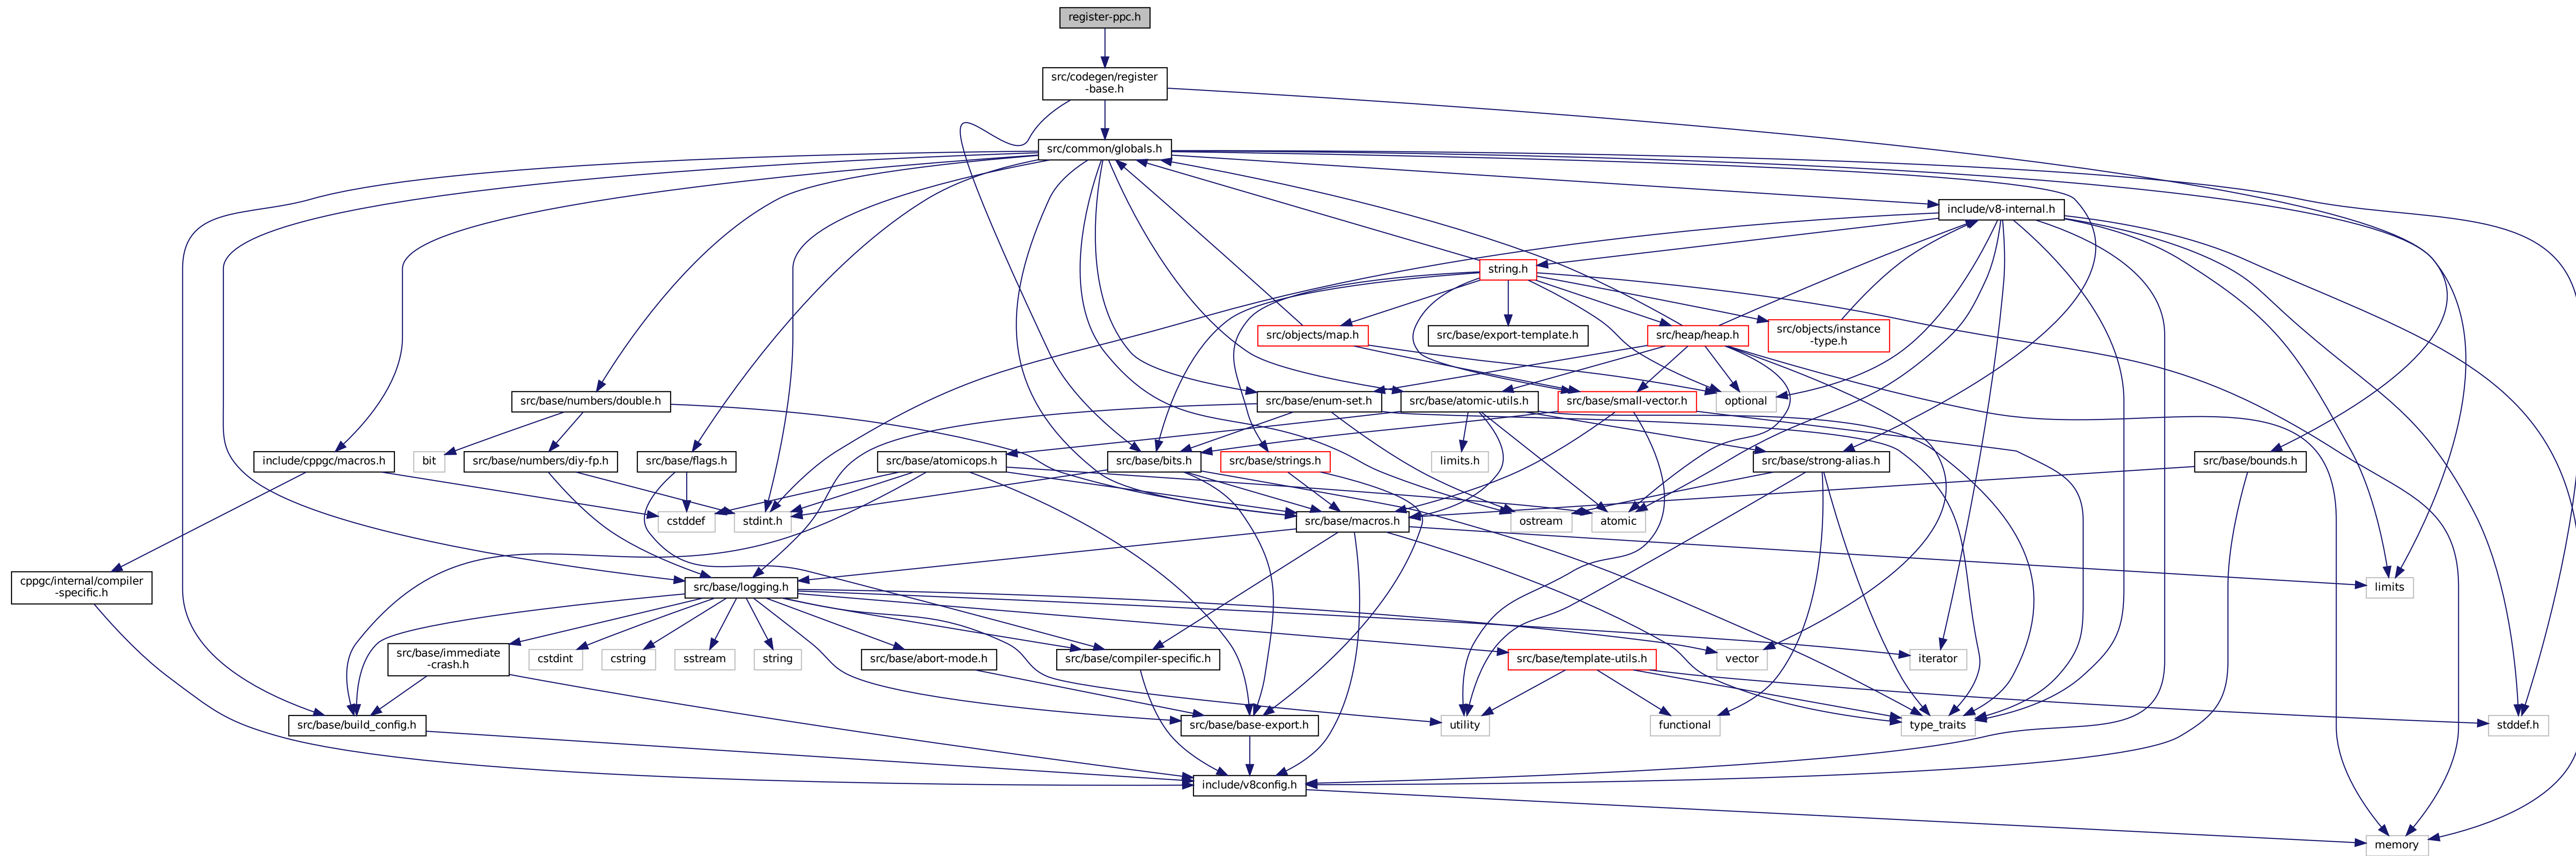 register-ppc.h
src/codegen/register
-base.h
src/common/globals.h
include/v8-internal.h
string.h
src/objects/map.h
src/base/export-template.h
src/heap/heap.h
src/objects/instance
-type.h
src/base/numbers/double.h
src/base/enum-set.h
src/base/atomic-utils.h
src/base/small-vector.h
optional
include/cppgc/macros.h
bit
src/base/numbers/diy-fp.h
src/base/flags.h
src/base/atomicops.h
src/base/bits.h
src/base/strings.h
limits.h
src/base/strong-alias.h
src/base/bounds.h
cstddef
stdint.h
src/base/macros.h
ostream
atomic
cppgc/internal/compiler
-specific.h
src/base/logging.h
limits
src/base/immediate
-crash.h
cstdint
cstring
sstream
string
src/base/abort-mode.h
src/base/compiler-specific.h
src/base/template-utils.h
vector
iterator
src/base/build_config.h
src/base/base-export.h
utility
functional
type_traits
stddef.h
include/v8config.h
memory